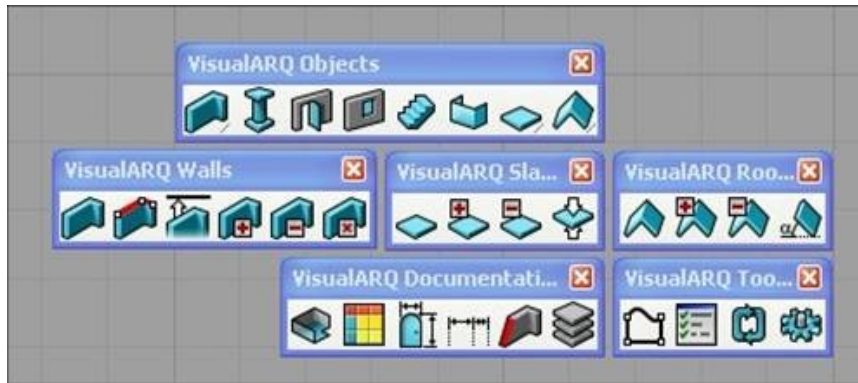 VisualARQ Objects
VisualARQ Walls
VisualARQ Sla...
VisualARQ Roo...
VisualARQ Documentati...
VisualARQ Too...
α